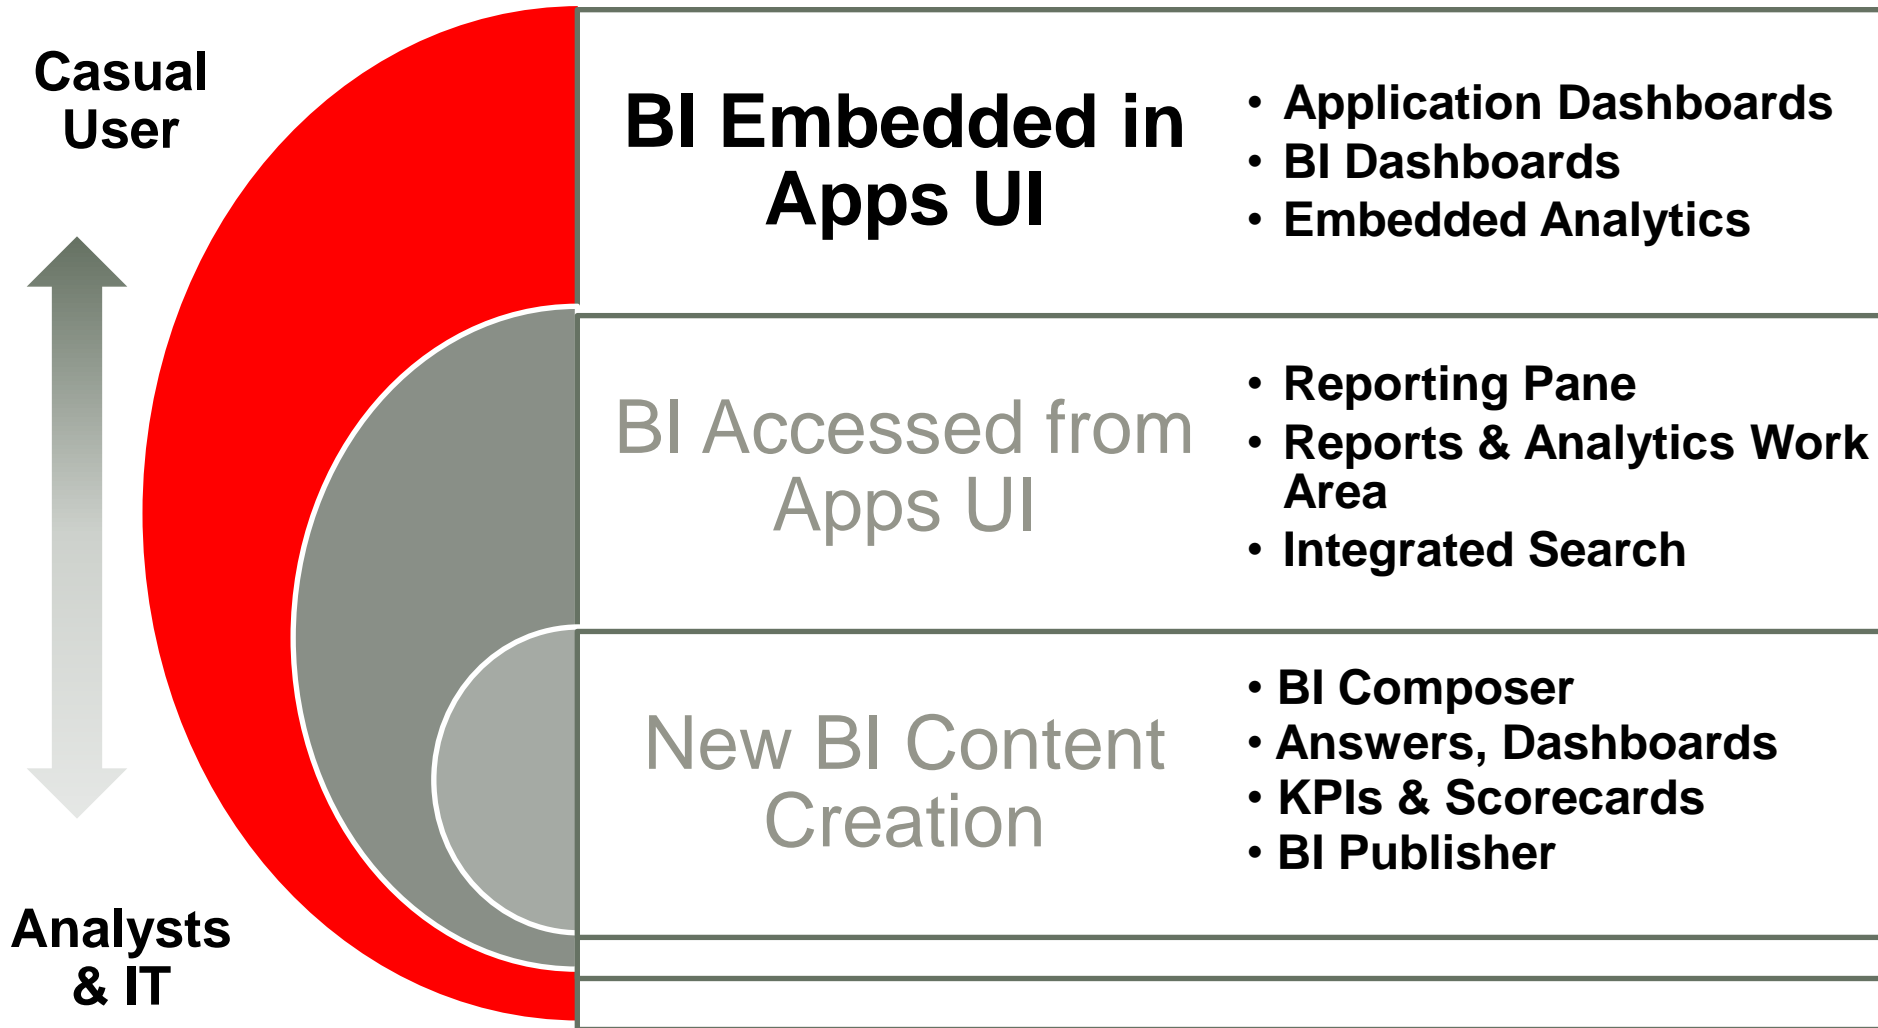 Casual
User
BI Embedded in
Apps UI
• Application Dashboards
• BI Dashboards
• Embedded Analytics
BI Accessed from
Apps UI
• Reporting Pane
• Reports & Analytics Work
Area
• Integrated Search
New BI Content
Creation
• BI Composer
• Answers, Dashboards
• KPIs & Scorecards
• BI Publisher
Analysts
& IT